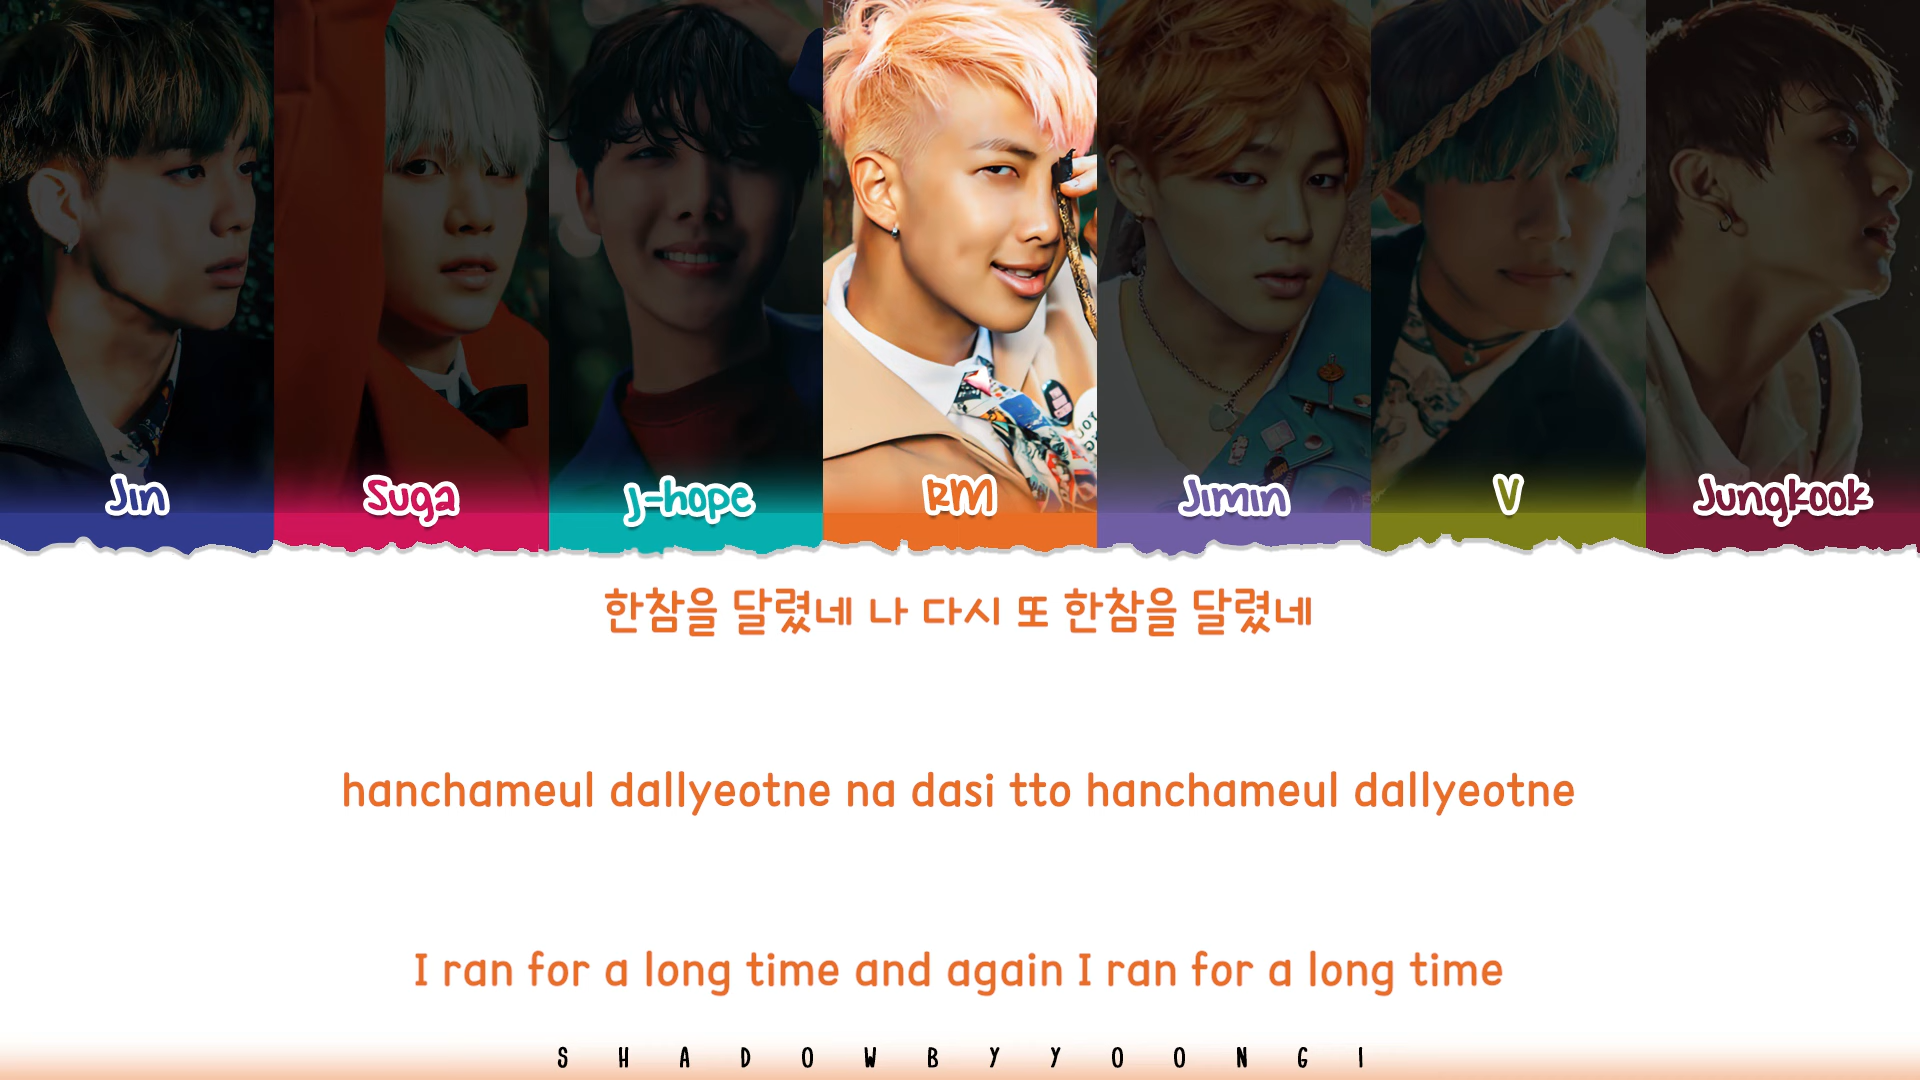 Jin
Suga
J-hope
RM
Jimin
V
Jungkook
한참을 달렸네 나 다시 또 한참을 달렸네
hanchameul dallyeotne na dasi tto hanchameul dallyeotne
I ran for a long time and again I ran for a long time
S H A D O W B Y Y O O N G I